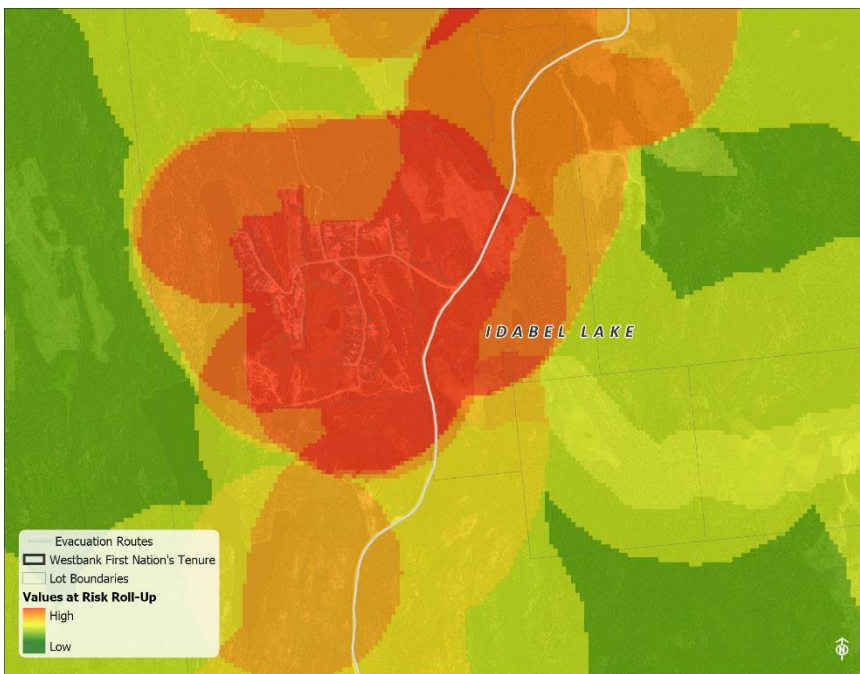 IDABEL LAKE
Evacuation Routes
Westbank First Nation's Tenure
Lot Boundaries
Values at Risk Roll-Up
High
Low
N